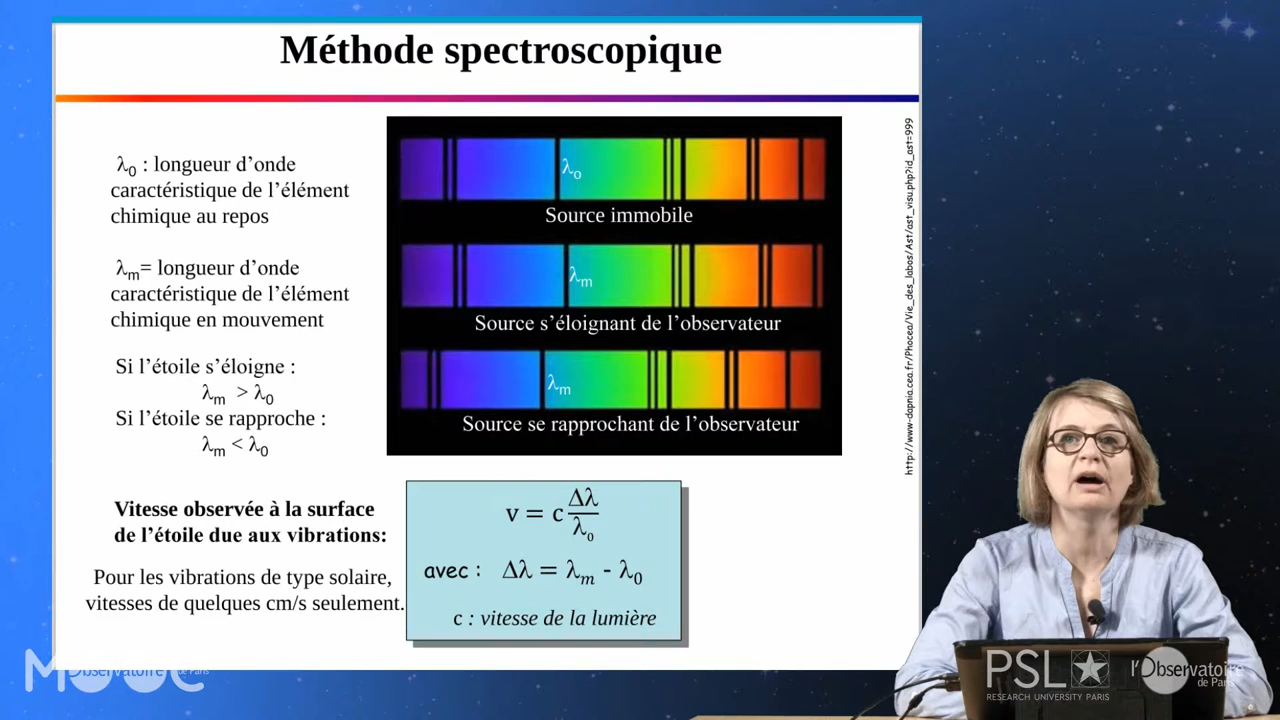 Méthode spectroscopique
λ₀ : longueur d'onde
caractéristique de l'élément
chimique au repos
λm= longueur d'onde
caractéristique de l'élément
chimique en mouvement
Si l'étoile s'éloigne :
λm > λ₀
Si l'étoile se rapproche :
λm < λ₀
Vitesse observée à la surface
de l'étoile due aux vibrations:
Pour les vibrations de type solaire,
vitesses de quelques cm/s seulement.
λo
Source immobile
λm
Source s'éloignant de l'observateur
λm
Source se rapprochant de l'observateur
http://www-dapnia.cea.fr/Phocea/Vie_des_labos/Ast/ast_visu.php?id_ast=999
v = c Δλ/λ₀
avec : Δλ = λm - λ₀
c : vitesse de la lumière
MOOC
l'Observatoire de Paris
PSL
RESEARCH UNIVERSITY PARIS
l'Observatoire
de Paris